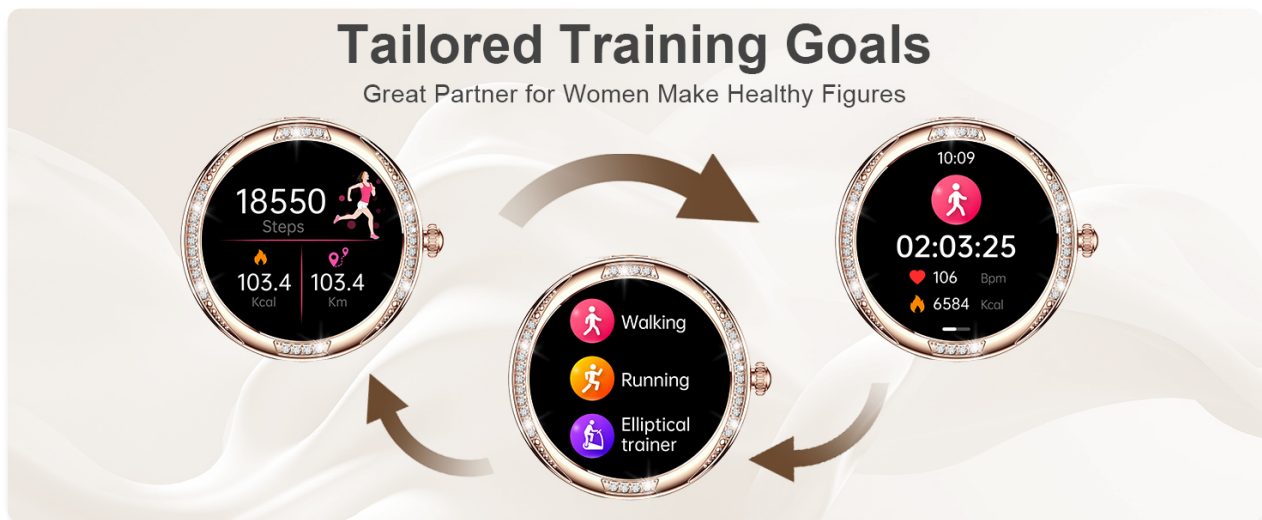 Tailored Training Goals
Great Partner for Women Make Healthy Figures
18550
Steps
103.4
Kcal
103.4
Km
10:09
02:03:25
106 Bpm
6584 Kcal
Walking
Running
Elliptical
trainer